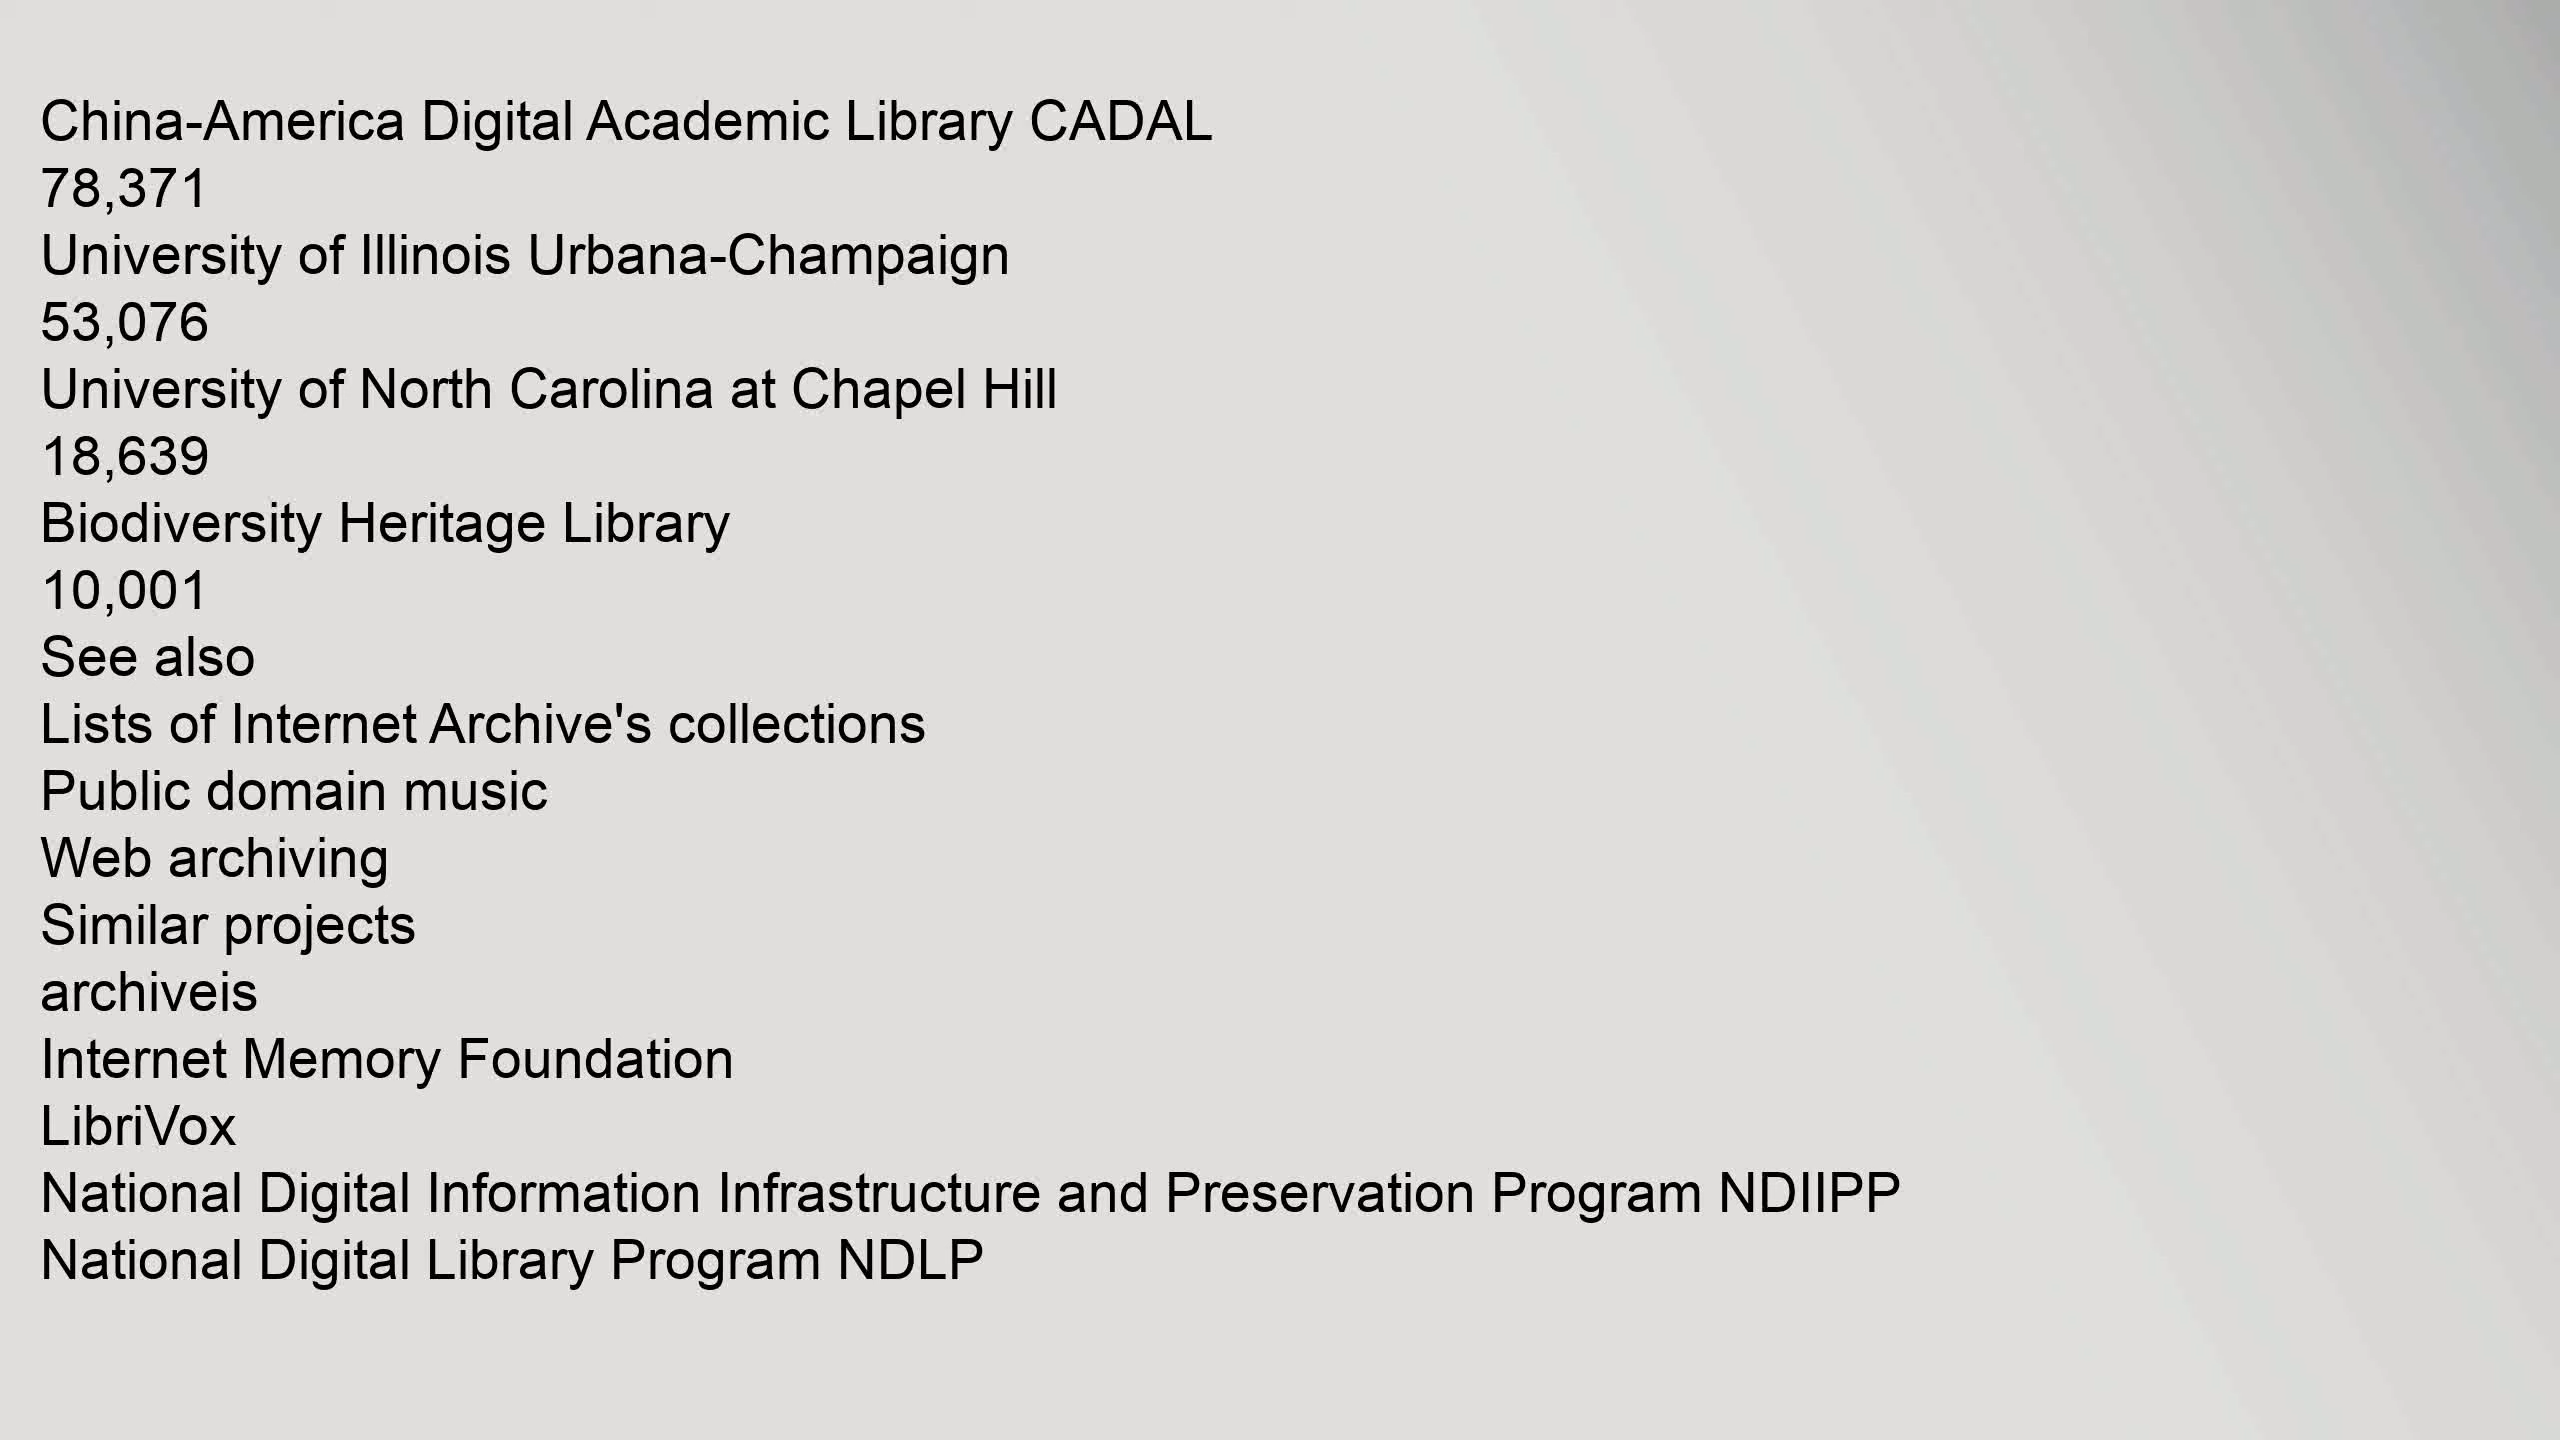 China-America Digital Academic Library CADAL
78,371
University of Illinois Urbana-Champaign
53,076
University of North Carolina at Chapel Hill
18,639
Biodiversity Heritage Library
10,001
See also
Lists of Internet Archive's collections
Public domain music
Web archiving
Similar projects
archiveis
Internet Memory Foundation
LibriVox
National Digital Information Infrastructure and Preservation Program NDIIPP
National Digital Library Program NDLP